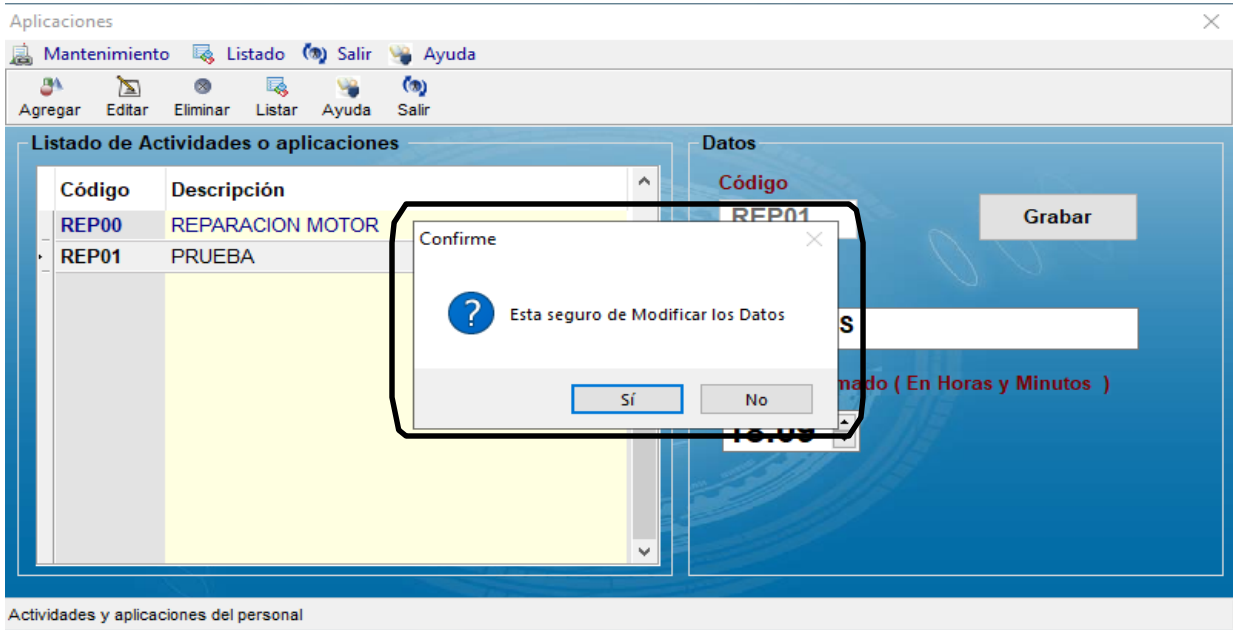 Aplicaciones
Mantenimiento Listado Salir Ayuda
Agregar Editar Eliminar Listar Ayuda Salir
Listado de Actividades o aplicaciones
Código Descripción
REP00 REPARACION MOTOR
REP01 PRUEBA
Datos
Código
REP01
Grabar
Confirme
Esta seguro de Modificar los Datos
Sí No
S
mado ( En Horas y Minutos )
Actividades y aplicaciones del personal